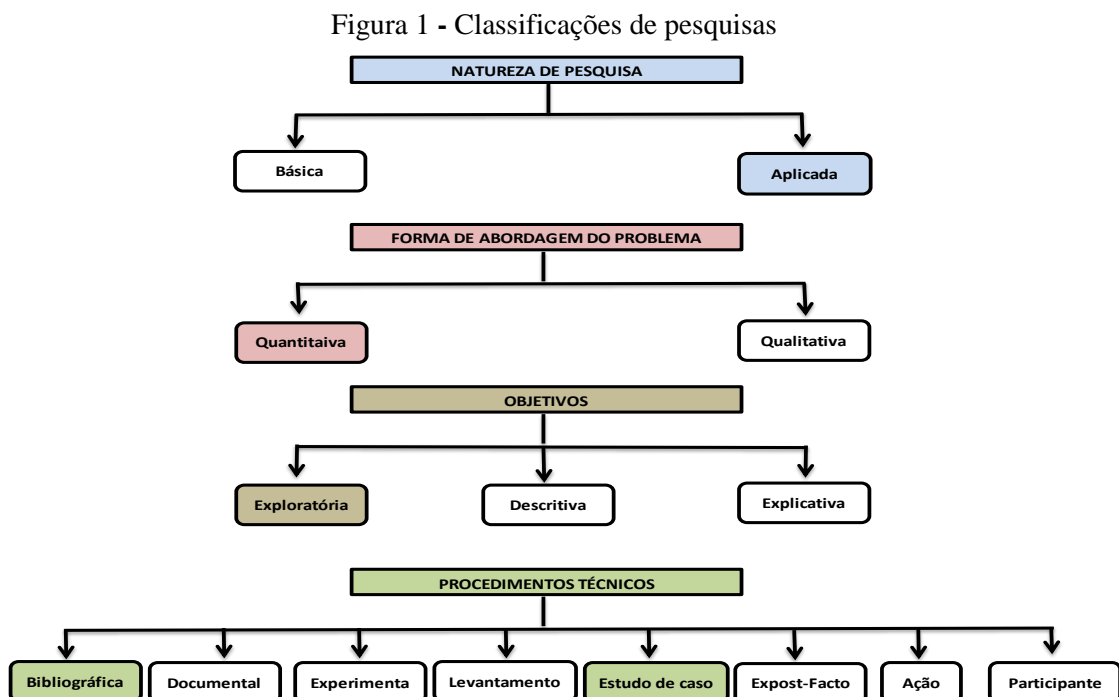 Figura 1 - Classificações de pesquisas
NATUREZA DE PESQUISA
Básica
Aplicada
FORMA DE ABORDAGEM DO PROBLEMA
Quantitaiva
Qualitativa
OBJETIVOS
Exploratória
Descritiva
Explicativa
PROCEDIMENTOS TÉCNICOS
Bibliográfica
Documental
Experimenta
Levantamento
Estudo de caso
Expost-Facto
Ação
Participante